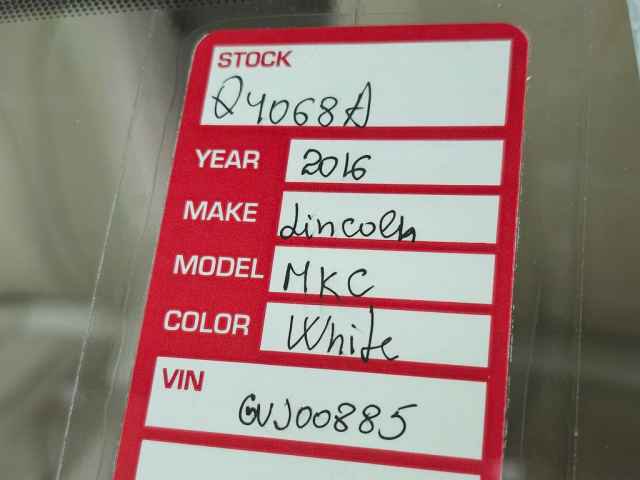 STOCK
Q4068A
YEAR 2016
MAKE Lincoln
MODEL MKC
COLOR White
VIN
GUJ00885